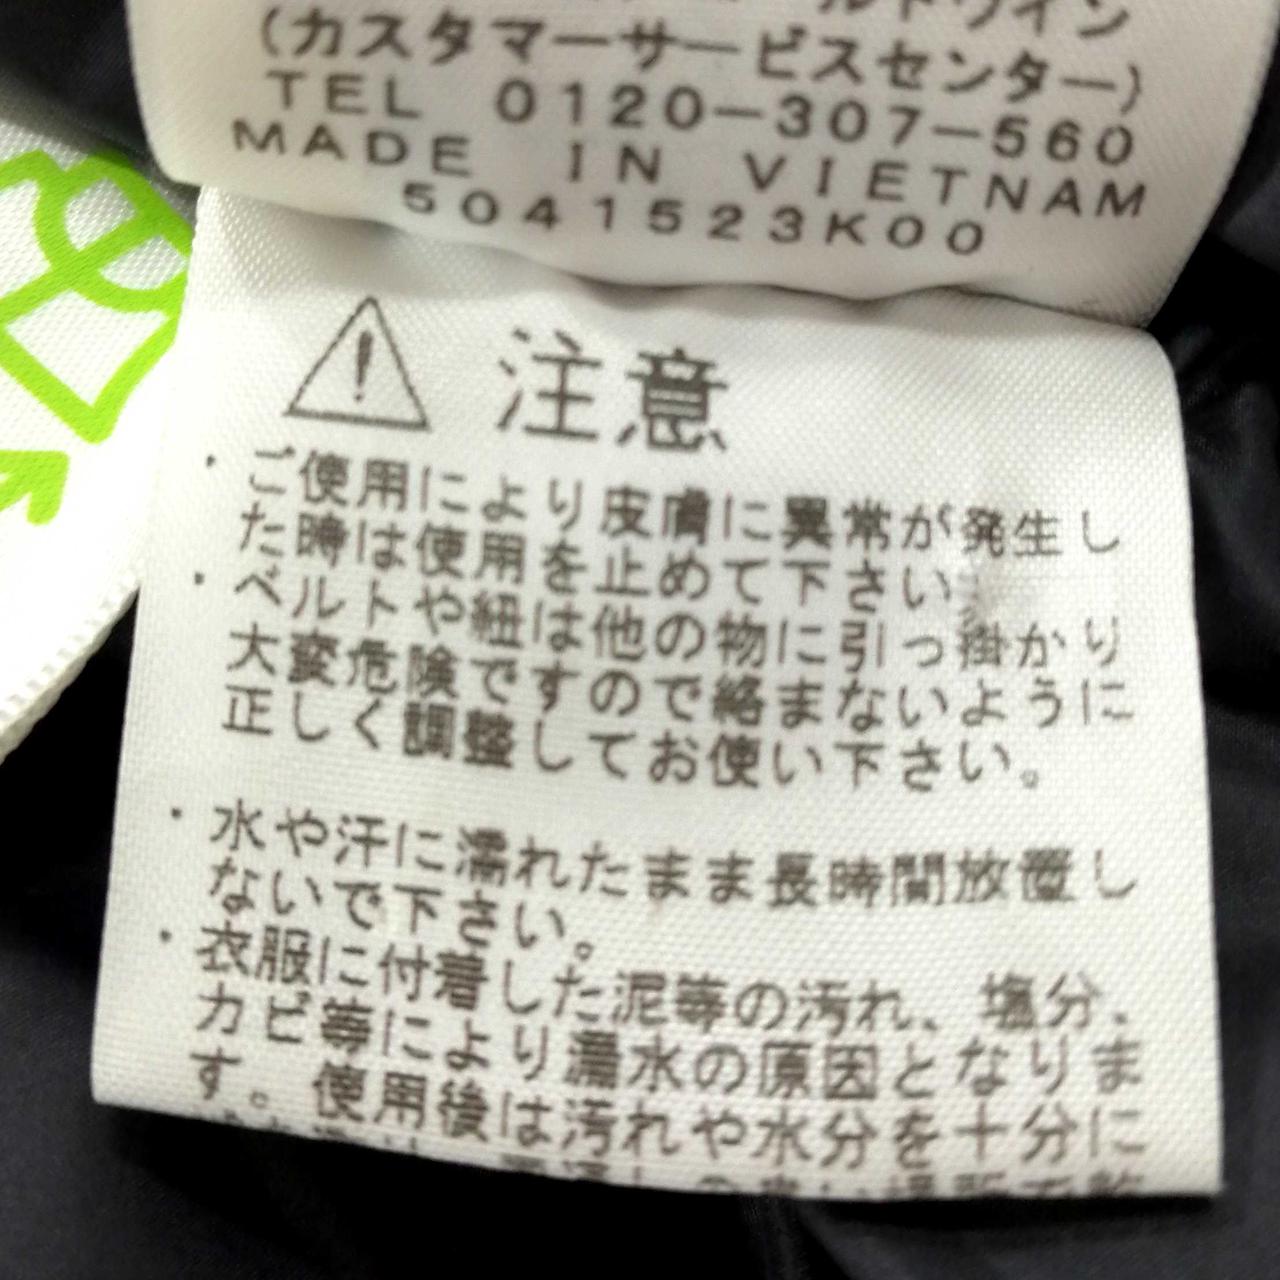 ルドウイン
(カスタマーサービスセンター)
TEL 0120-307-560
MADE IN VIETNAM
5041523K00
注意
・ご使用により皮膚に異常が発生し
た時は使用を止めて下さい
・ベルトや紐は他の物に引っ掛かり
大変危険ですので絡まないように
正しく調整してお使い下さい。
・水や汗に濡れたまま長時間放置し
ないで下さい。
・衣服に付着した泥等の汚れ、塩分、
カビ等により漏水の原因となりま
す。使用後は汚れや水分を十分に